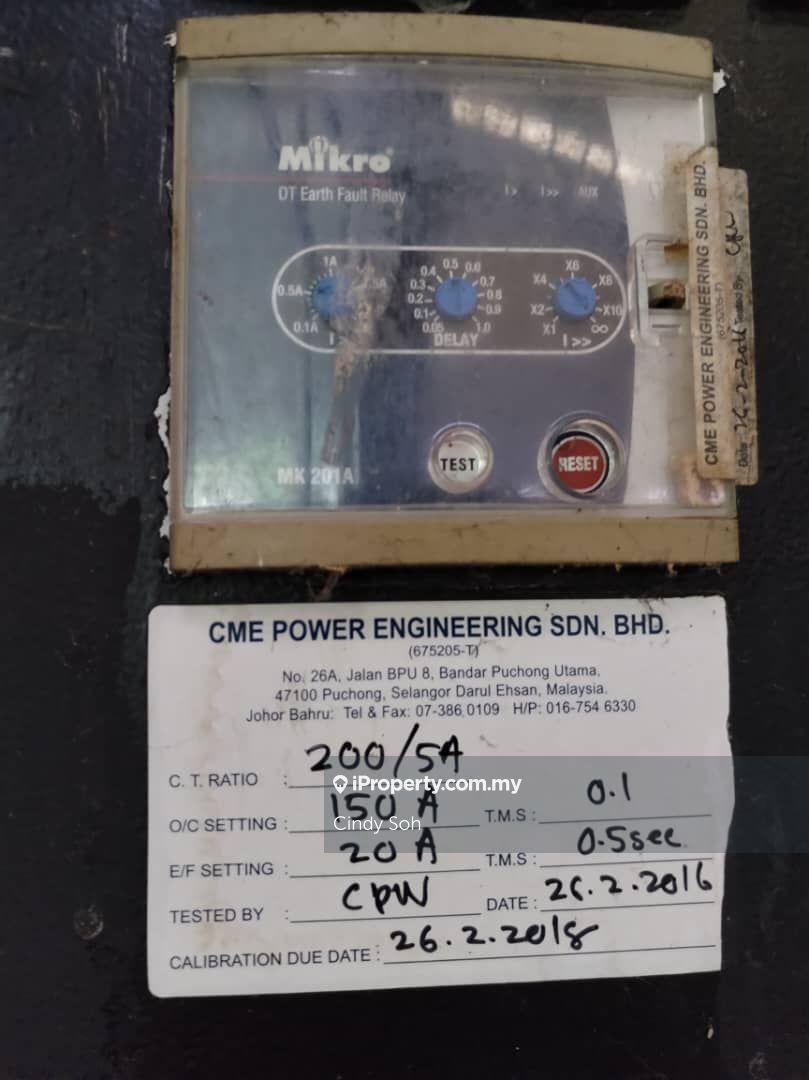 Mikro
DT Earth Fault Relay
I> I>> AUX
0.1A 0.5A 1A
0.05 0.1 0.2 0.3 0.4 0.5 0.6 0.7 0.8 0.9 1.0
X1 X2 X4 X6 X8 X10 ∞
DELAY I>>
TEST RESET
MK 201A
CME POWER ENGINEERING SDN. BHD.
(675205-T)
Date Tested By
CME POWER ENGINEERING SDN. BHD.
(675205-T)
No. 26A, Jalan BPU 8, Bandar Puchong Utama,
47100 Puchong, Selangor Darul Ehsan, Malaysia.
Johor Bahru: Tel & Fax: 07-386 0109 H/P: 016-754 6330
C. T. RATIO : 200/5A
iProperty.com.my
O/C SETTING : 150 A T.M.S : 0.1
Cindy Soh
E/F SETTING : 20 A T.M.S : 0.5sec
TESTED BY : CPW DATE : 26.2.2016
CALIBRATION DUE DATE : 26.2.2018